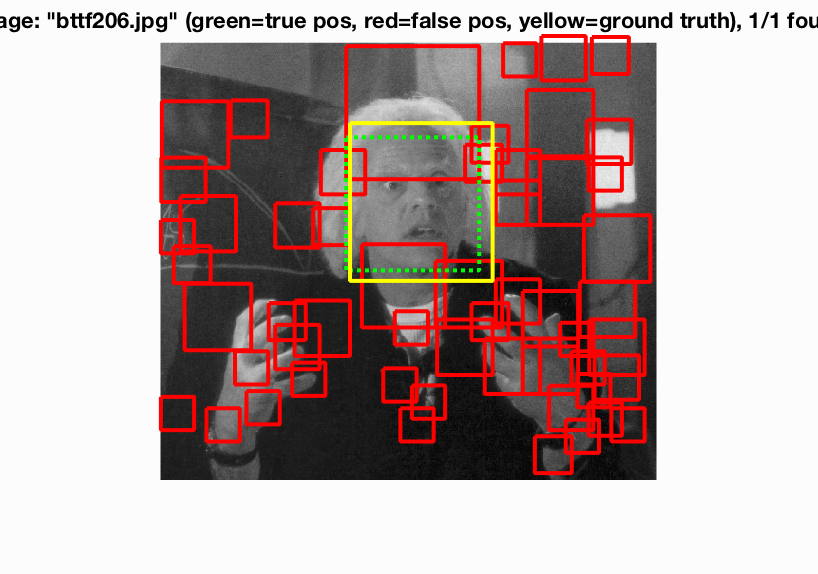 age: "bttf206.jpg" (green=true pos, red=false pos, yellow=ground truth), 1/1 fou